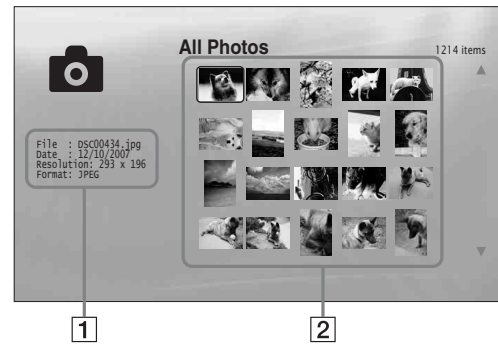 All Photos
1214 items
File : DSC00434.jpg
Date : 12/10/2007
Resolution: 293 x 196
Format: JPEG
1
2